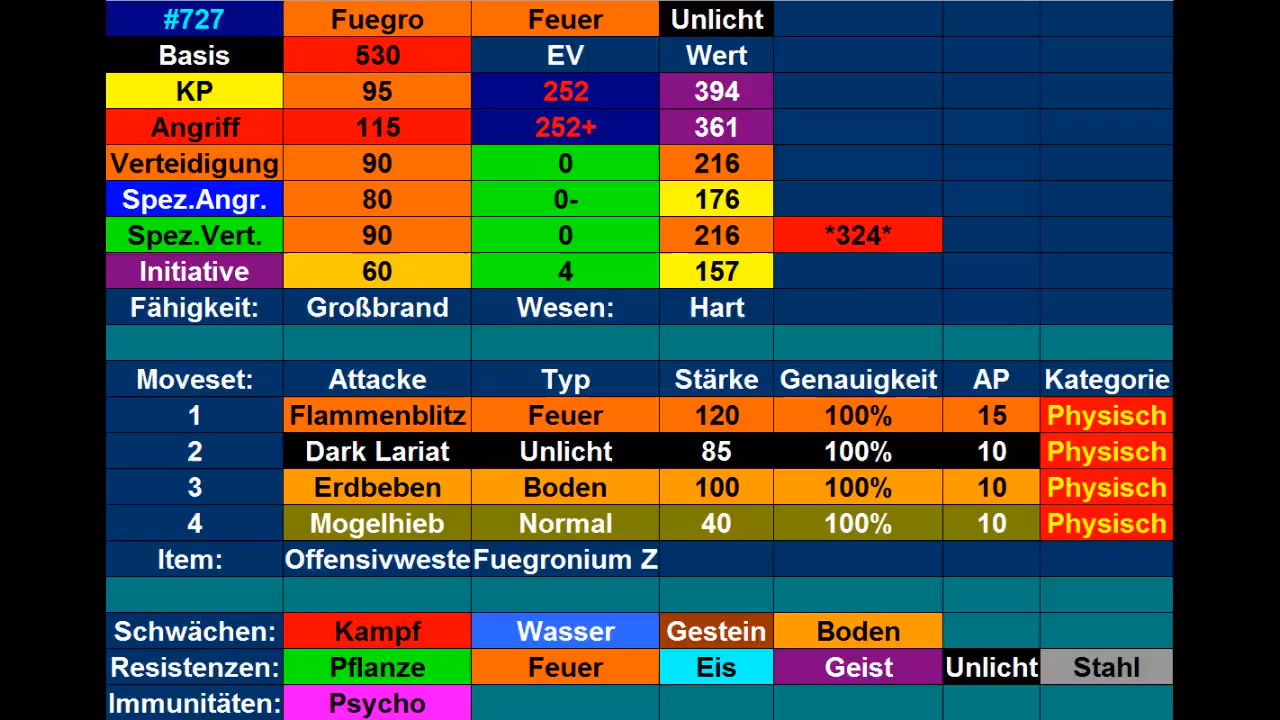 #727 Fuegro Feuer Unlicht
Basis 530 EV Wert
KP 95 252 394
Angriff 115 252+ 361
Verteidigung 90 0 216
Spez.Angr. 80 0- 176
Spez.Vert. 90 0 216 *324*
Initiative 60 4 157
Fähigkeit: Großbrand Wesen: Hart
Moveset: Attacke Typ Stärke Genauigkeit AP Kategorie
1 Flammenblitz Feuer 120 100% 15 Physisch
2 Dark Lariat Unlicht 85 100% 10 Physisch
3 Erdbeben Boden 100 100% 10 Physisch
4 Mogelhieb Normal 40 100% 10 Physisch
Item: Offensivweste Fuegronium Z
Schwächen: Kampf Wasser Gestein Boden
Resistenzen: Pflanze Feuer Eis Geist Unlicht Stahl
Immunitäten: Psycho